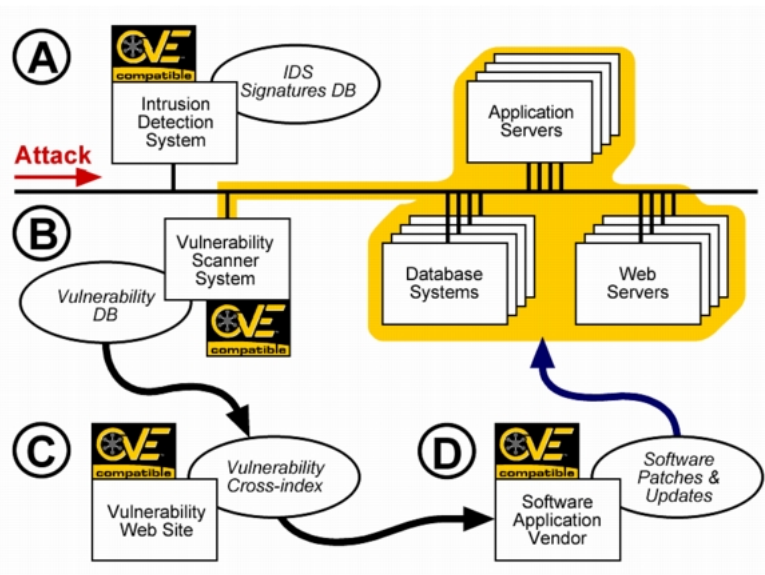 A
CVE
compatible
Intrusion
Detection
System
IDS
Signatures DB
Application
Servers
Attack
B
Vulnerability
Scanner
System
Vulnerability
DB
CVE
compatible
Database
Systems
Web
Servers
C
CVE
compatible
Vulnerability
Web Site
Vulnerability
Cross-index
D
CVE
compatible
Software
Application
Vendor
Software
Patches &
Updates